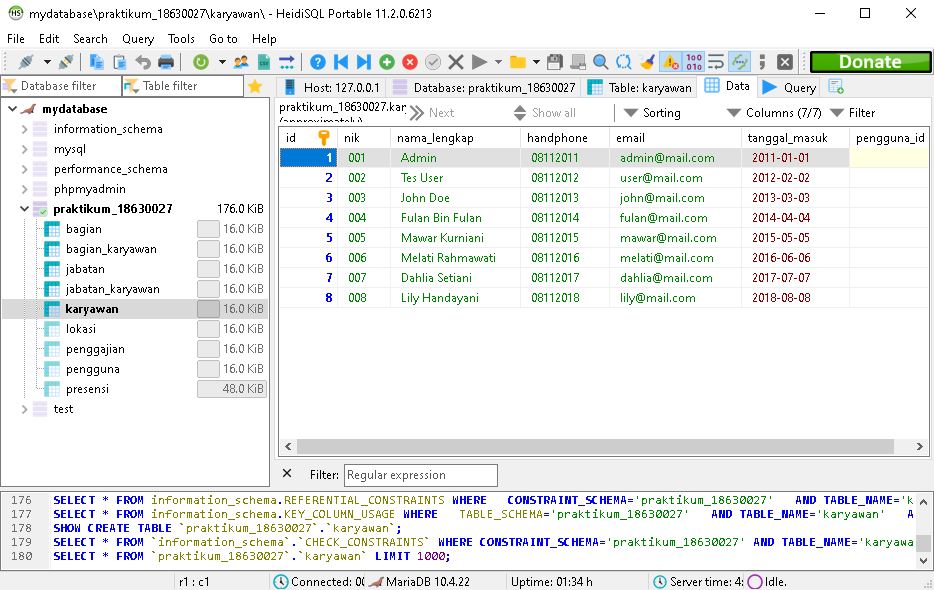 mydatabase\praktikum_18630027\karyawan\ - HeidiSQL Portable 11.2.0.6213
File Edit Search Query Tools Go to Help
Donate
Database filter Table filter
Host: 127.0.0.1 Database: praktikum_18630027 Table: karyawan Data Query
praktikum_18630027.kar
Next Show all Sorting Columns (7/7) Filter
(approximately)
id nik nama_lengkap handphone email tanggal_masuk pengguna_id
1 001 Admin 08112011 admin@mail.com 2011-01-01
2 002 Tes User 08112012 user@mail.com 2012-02-02
3 003 John Doe 08112013 john@mail.com 2013-03-03
4 004 Fulan Bin Fulan 08112014 fulan@mail.com 2014-04-04
5 005 Mawar Kurniani 08112015 mawar@mail.com 2015-05-05
6 006 Melati Rahmawati 08112016 melati@mail.com 2016-06-06
7 007 Dahlia Setiani 08112017 dahlia@mail.com 2017-07-07
8 008 Lily Handayani 08112018 lily@mail.com 2018-08-08
mydatabase
information_schema
mysql
performance_schema
phpmyadmin
praktikum_18630027 176.0 KiB
bagian 16.0 KiB
bagian_karyawan 16.0 KiB
jabatan 16.0 KiB
jabatan_karyawan 16.0 KiB
karyawan 16.0 KiB
lokasi 16.0 KiB
penggajian 16.0 KiB
pengguna 16.0 KiB
presensi 48.0 KiB
test
Filter: Regular expression
176 SELECT * FROM information_schema.REFERENTIAL_CONSTRAINTS WHERE CONSTRAINT_SCHEMA='praktikum_18630027' AND TABLE_NAME='k
177 SELECT * FROM information_schema.KEY_COLUMN_USAGE WHERE TABLE_SCHEMA='praktikum_18630027' AND TABLE_NAME='karyawan' A
178 SHOW CREATE TABLE `praktikum_18630027`.`karyawan`;
179 SELECT * FROM `information_schema`.`CHECK_CONSTRAINTS` WHERE CONSTRAINT_SCHEMA='praktikum_18630027' AND TABLE_NAME='karyawa
180 SELECT * FROM `praktikum_18630027`.`karyawan` LIMIT 1000;
r1 : c1 Connected: 00 MariaDB 10.4.22 Uptime: 01:34 h Server time: 4: Idle.